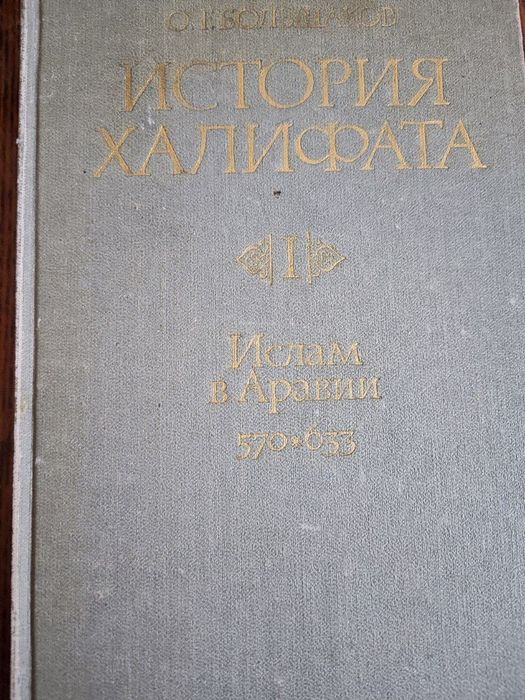 О.Г. БОЛЬШАКОВ
ИСТОРИЯ
ХАЛИФАТА
I
Ислам
в Аравии
570•633